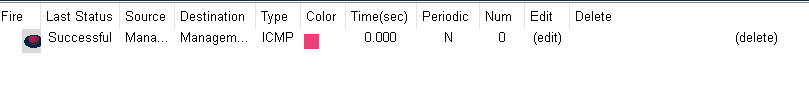 Fire Last Status Source Destination Type Color Time(sec) Periodic Num Edit Delete
Successful Mana... Managem... ICMP 0.000 N 0 (edit) (delete)